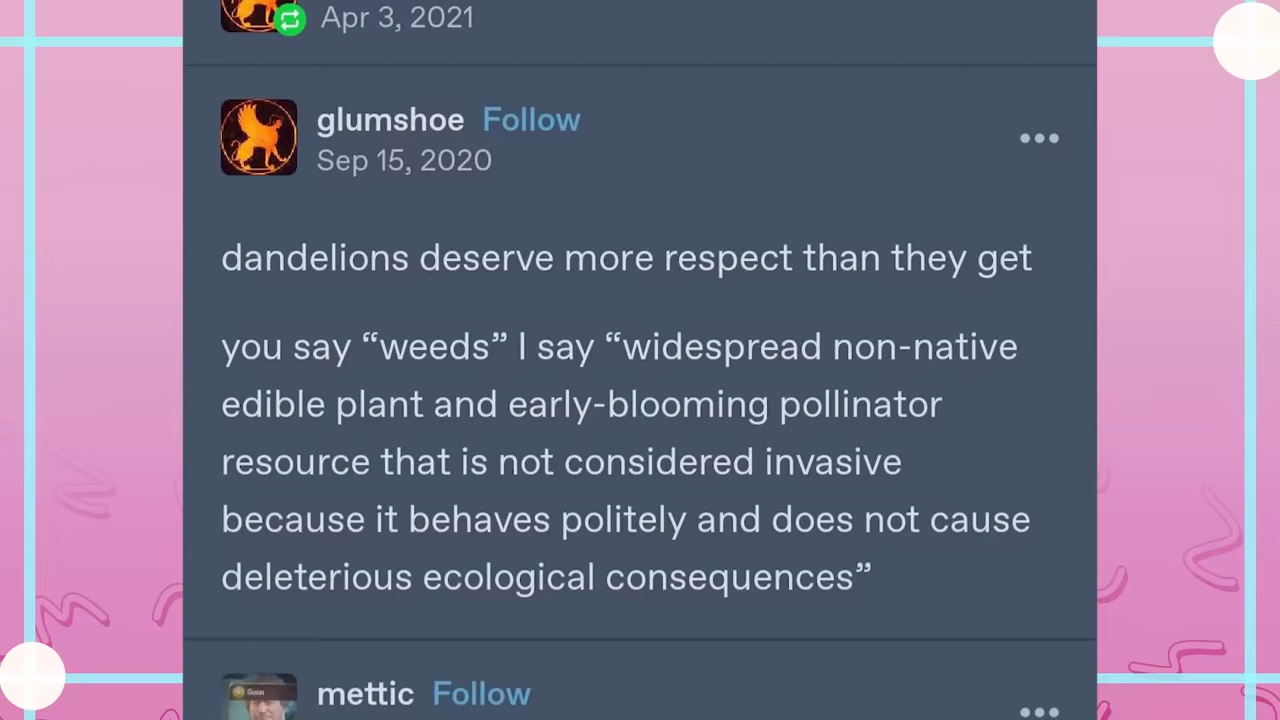 Apr 3, 2021
glumshoe Follow
Sep 15, 2020
dandelions deserve more respect than they get
you say “weeds” I say “widespread non-native
edible plant and early-blooming pollinator
resource that is not considered invasive
because it behaves politely and does not cause
deleterious ecological consequences”
mettic Follow